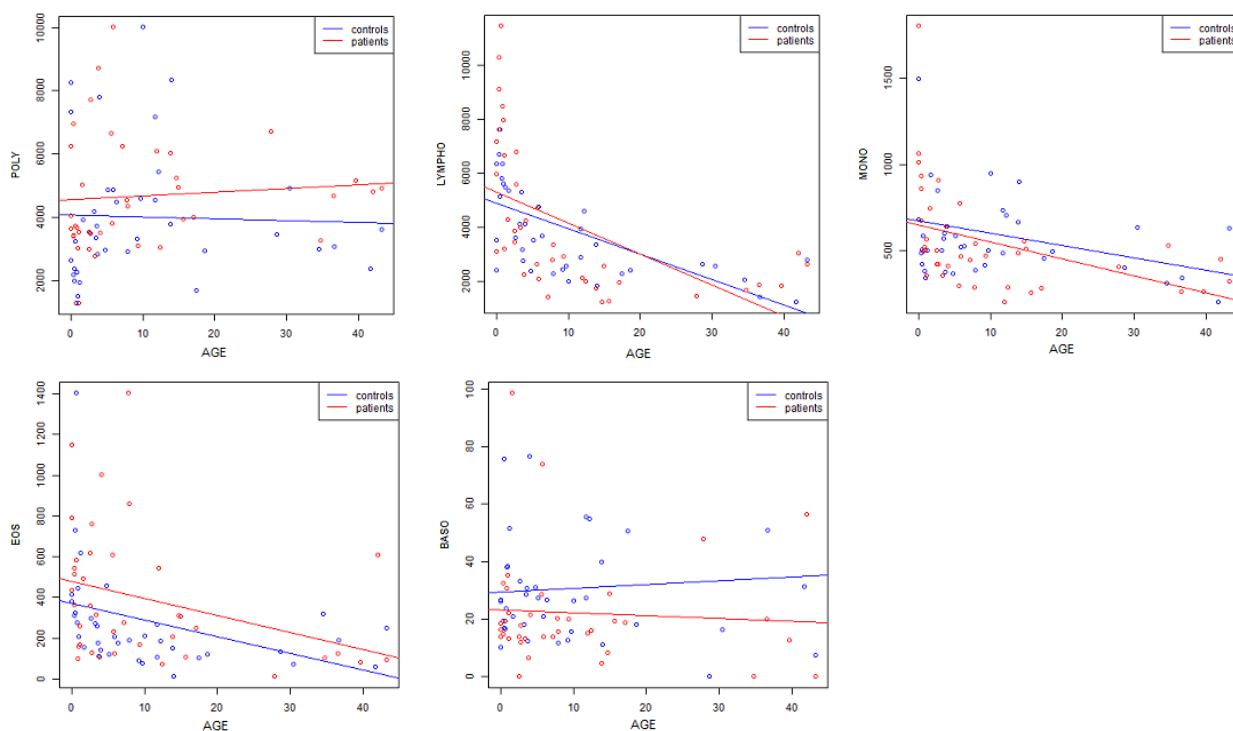 controls
patients
POLY
2000 4000 6000 8000 10000
0 10 20 30 40
AGE
controls
patients
LYMPHO
2000 4000 6000 8000 10000
0 10 20 30 40
AGE
controls
patients
MONO
500 1000 1500
0 10 20 30 40
AGE
controls
patients
EOS
0 200 400 600 800 1000 1200 1400
0 10 20 30 40
AGE
controls
patients
BASO
0 20 40 60 80 100
0 10 20 30 40
AGE